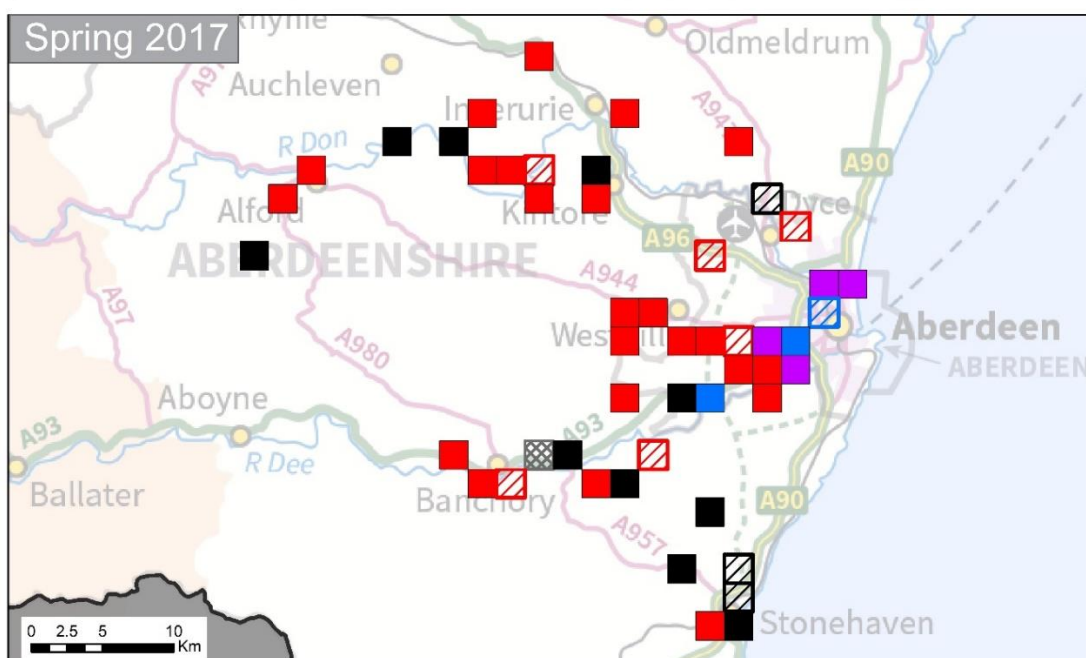 Spring 2017
Oldmeldrum
Auchleven
A947
R Don
A90
Alford
Kintore
Dyce
A96
ABERDEENSHIRE
A944
A97
A980
Aberdeen
ABERDEEN
Aboyne
A93
A93
R Dee
Ballater
Banchory
A90
A957
Stonehaven
0 2.5 5 10
Km